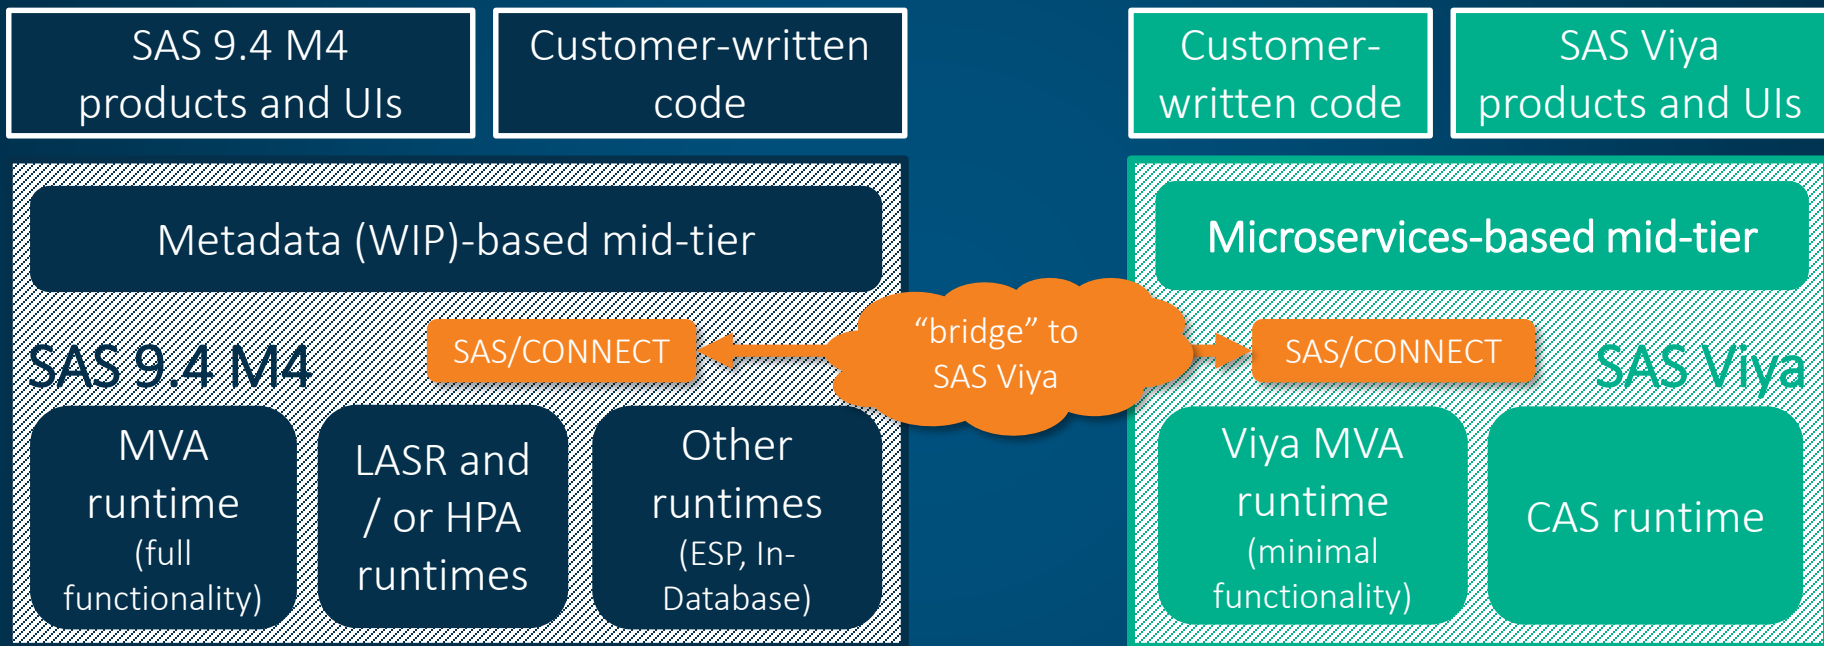 SAS 9.4 M4
products and UIs
Customer-written
code
Customer-
written code
SAS Viya
products and UIs
Metadata (WIP)-based mid-tier
Microservices-based mid-tier
SAS 9.4 M4
SAS/CONNECT
“bridge” to
SAS Viya
SAS/CONNECT
SAS Viya
MVA
runtime
(full
functionality)
LASR and
/ or HPA
runtimes
Other
runtimes
(ESP, In-
Database)
Viya MVA
runtime
(minimal
functionality)
CAS runtime